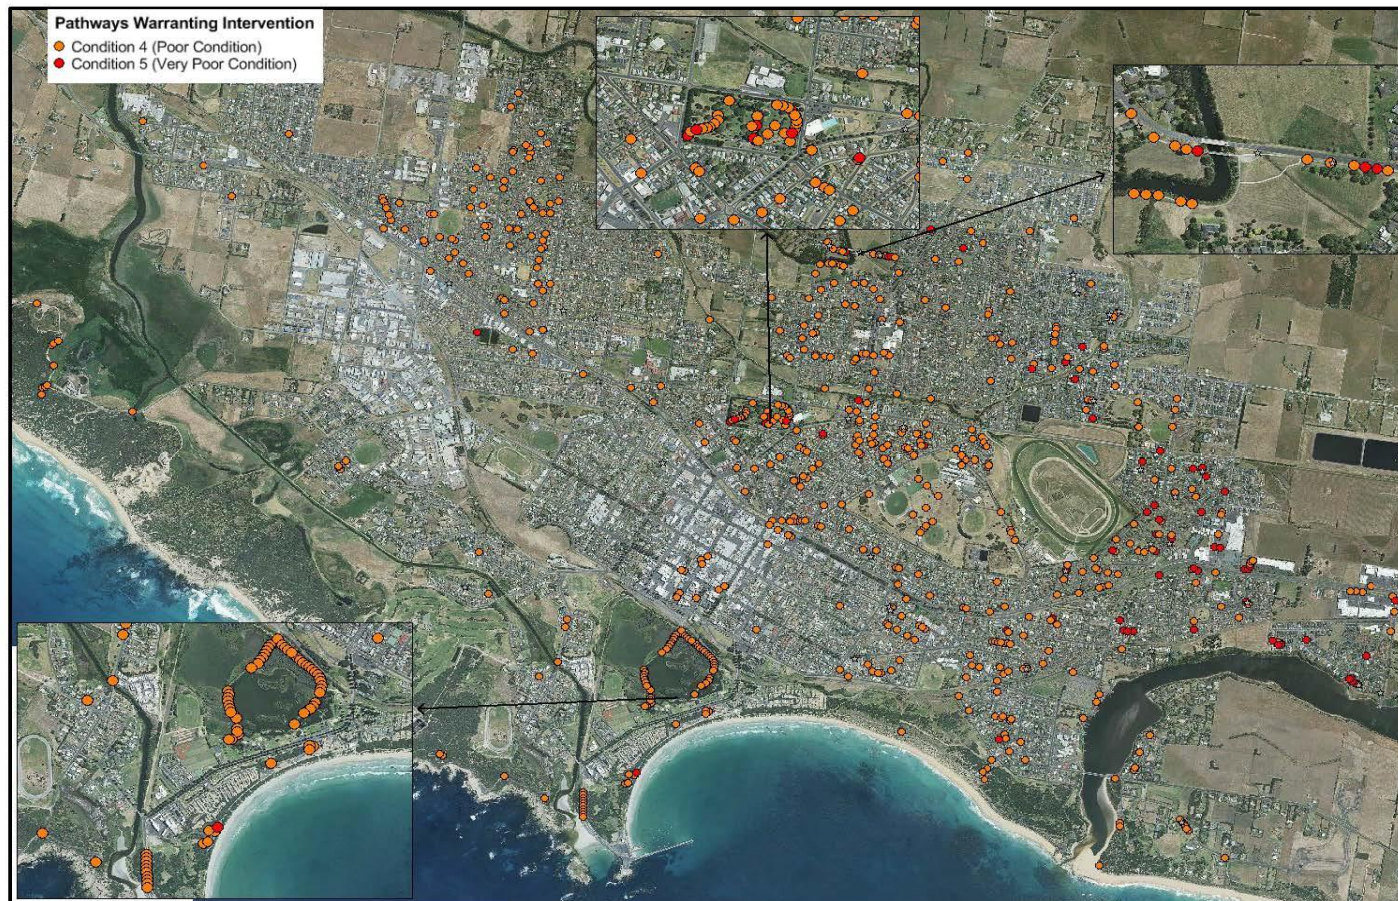 Pathways Warranting Intervention
Condition 4 (Poor Condition)
Condition 5 (Very Poor Condition)